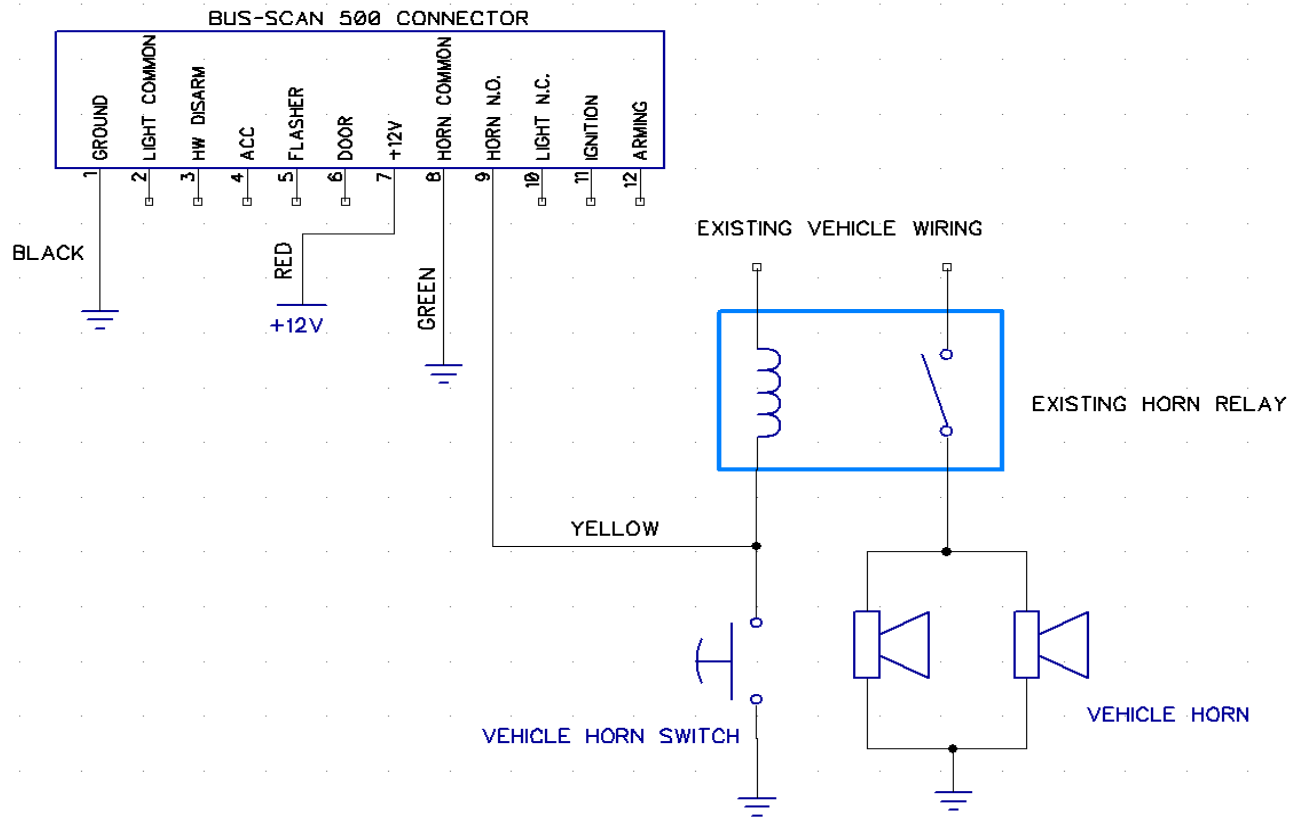 BUS-SCAN 500 CONNECTOR
GROUND
LIGHT COMMON
HW DISARM
ACC
FLASHER
DOOR
+12V
HORN COMMON
HORN N.O.
LIGHT N.C.
IGNITION
ARMING
1
2
3
4
5
6
7
8
9
10
11
12
BLACK
RED
+12V
GREEN
EXISTING VEHICLE WIRING
EXISTING HORN RELAY
YELLOW
VEHICLE HORN SWITCH
VEHICLE HORN